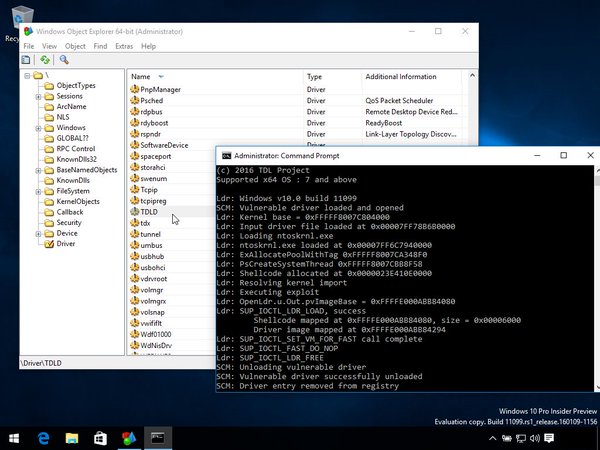 Recy
Windows Object Explorer 64-bit (Administrator)
File View Object Find Extras Help
\
ObjectTypes
Sessions
ArcName
NLS
Windows
GLOBAL??
RPC Control
KnownDlls32
BaseNamedObjects
KnownDlls
FileSystem
KernelObjects
Callback
Security
Device
Driver
Name Type Additional Information
PnpManager Driver
Psched Driver QoS Packet Scheduler
rdpbus Driver Remote Desktop Device Red...
rdyboost Driver ReadyBoost
rspndr Driver Link-Layer Topology Discov...
SoftwareDevice Driver
spaceport
storahci
swenum
Tcpip
tcpipreg
TDLD
tdx
tunnel
umbus
usbhub
usbohci
vdrvroot
volmgr
volmgrx
volsnap
vwififlt
Wdf01000
WdNisDrv
\Driver\TDLD
Administrator: Command Prompt
(c) 2016 TDL Project
Supported x64 OS : 7 and above
Ldr: Windows v10.0 build 11099
SCM: Vulnerable driver loaded and opened
Ldr: Kernel base = 0xFFFFF8007C804000
Ldr: Input driver file loaded at 0x00007FF78B6B0000
Ldr: Loading ntoskrnl.exe
Ldr: ntoskrnl.exe loaded at 0x00007FF6C7940000
Ldr: ExAllocatePoolWithTag 0xFFFFF8007CA348F0
Ldr: PsCreateSystemThread 0xFFFFF8007CBB8F58
Ldr: Shellcode allocated at 0x0000023E410E0000
Ldr: Resolving kernel import
Ldr: Executing exploit
Ldr: OpenLdr.u.Out.pvImageBase = 0xFFFFE000ABB84080
Ldr: SUP_IOCTL_LDR_LOAD, success
Shellcode mapped at 0xFFFFE000ABB84080, size = 0x00006000
Driver image mapped at 0xFFFFE000ABB84294
Ldr: SUP_IOCTL_SET_VM_FOR_FAST call complete
Ldr: SUP_IOCTL_FAST_DO_NOP
Ldr: SUP_IOCTL_LDR_FREE
SCM: Unloading vulnerable driver
SCM: Vulnerable driver successfully unloaded
SCM: Driver entry removed from registry
Windows 10 Pro Insider Preview
Evaluation copy. Build 11099.rs1_release.160109-1156